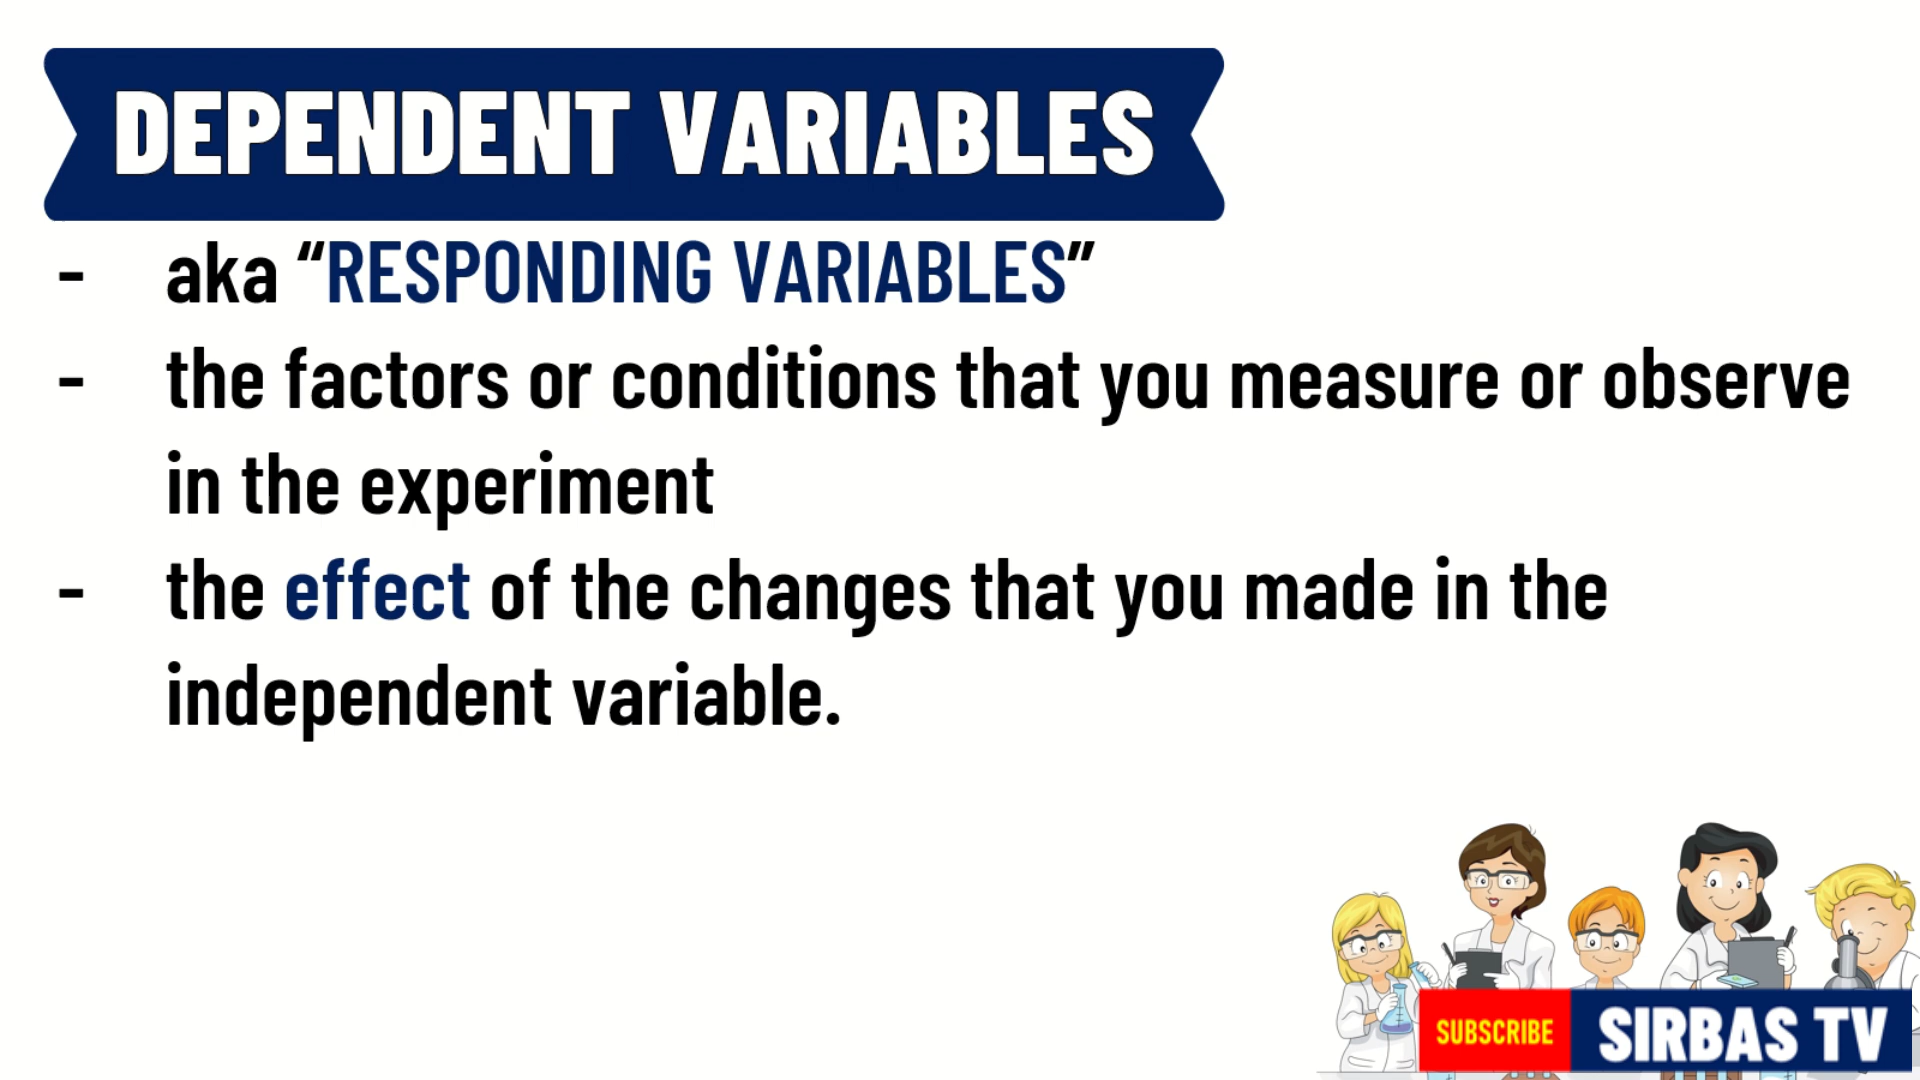 DEPENDENT VARIABLES
- aka “RESPONDING VARIABLES”
- the factors or conditions that you measure or observe
in the experiment
- the effect of the changes that you made in the
independent variable.
SUBSCRIBE SIRBAS TV